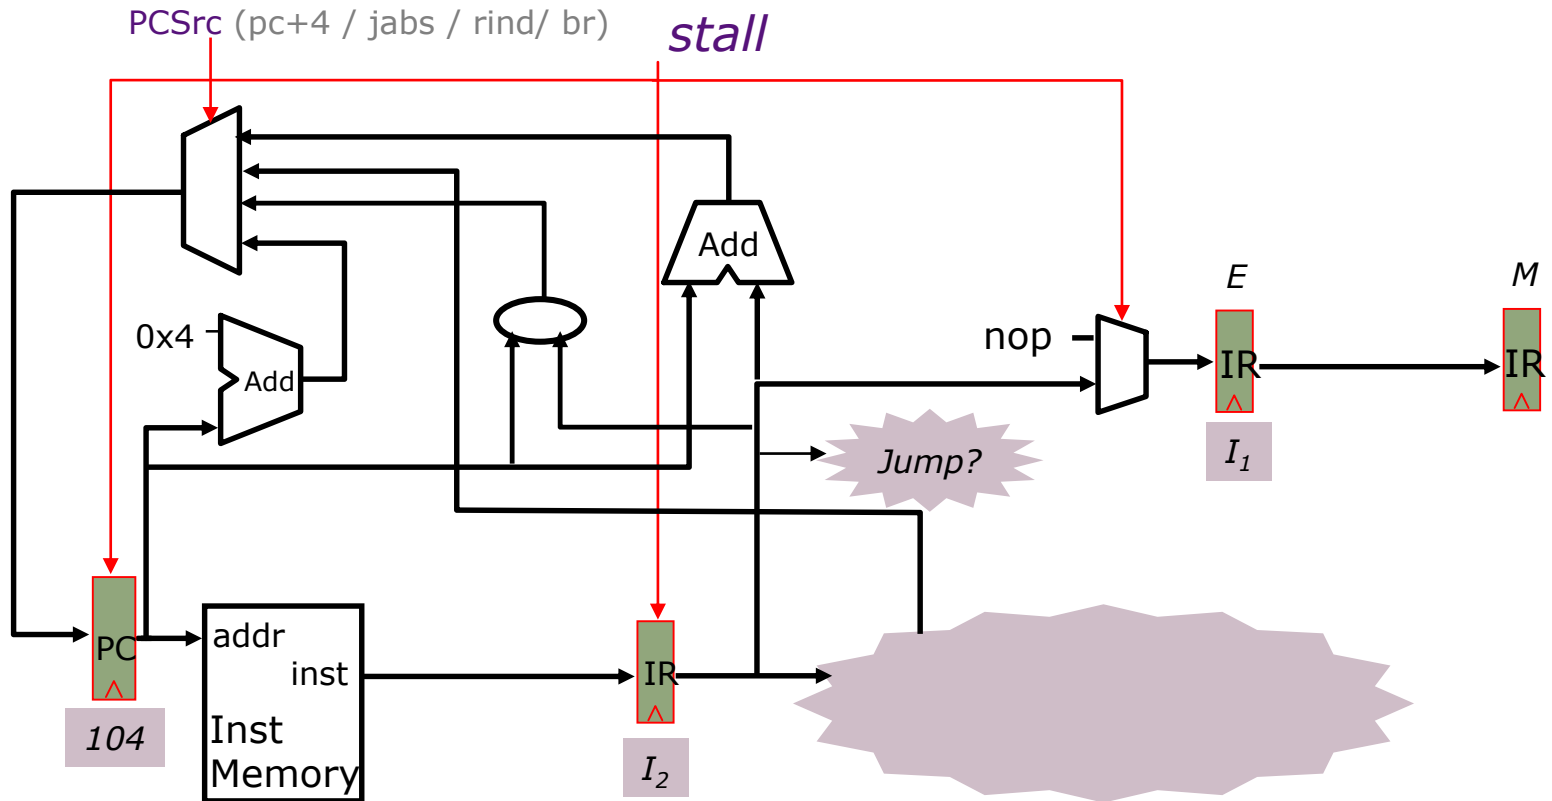 PCSrc (pc+4 / jabs / rind/ br)
stall
Add
E
M
0x4
Add
nop
IR
IR
Jump?
I1
PC
addr
inst
IR
104
Inst
Memory
I2